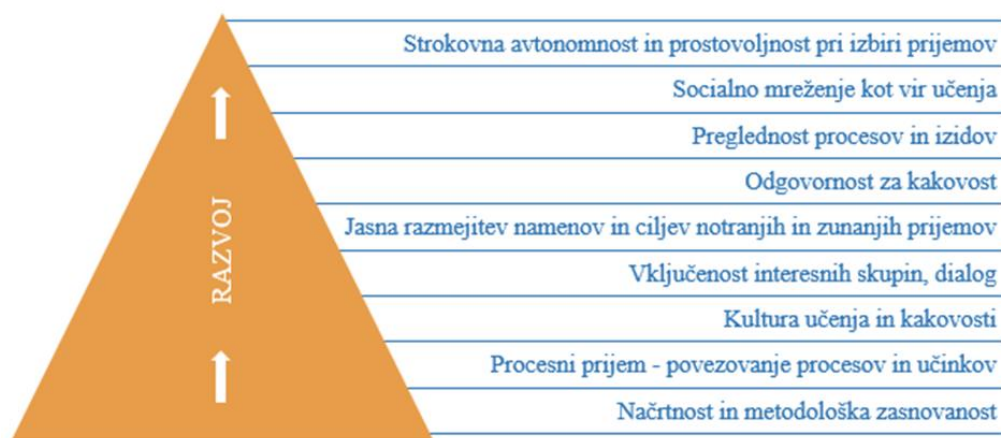 Strokovna avtonomnost in prostovoljnost pri izbiri prijemov
Socialno mreženje kot vir učenja
Preglednost procesov in izidov
Odgovornost za kakovost
Jasna razmejitev namenov in ciljev notranjih in zunanjih prijemov
Vključenost interesnih skupin, dialog
Kultura učenja in kakovosti
Procesni prijem - povezovanje procesov in učinkov
Načrtnost in metodološka zasnovanost
RAZVOJ